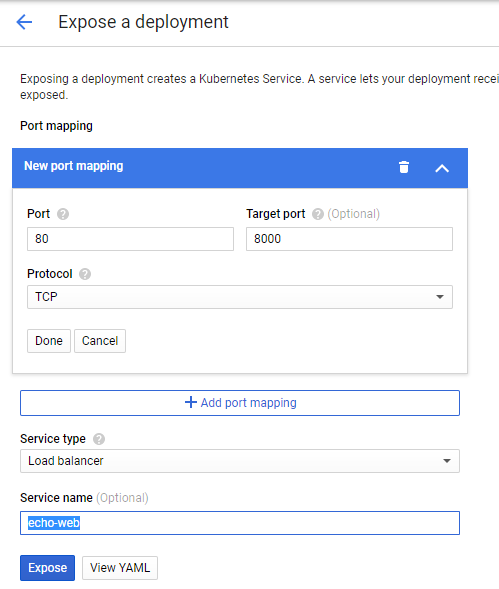 Expose a deployment
Exposing a deployment creates a Kubernetes Service. A service lets your deployment recei
exposed.
Port mapping
New port mapping
Port ? Target port ? (Optional)
80 8000
Protocol ?
TCP
Done Cancel
+ Add port mapping
Service type ?
Load balancer
Service name (Optional)
echo-web
Expose View YAML